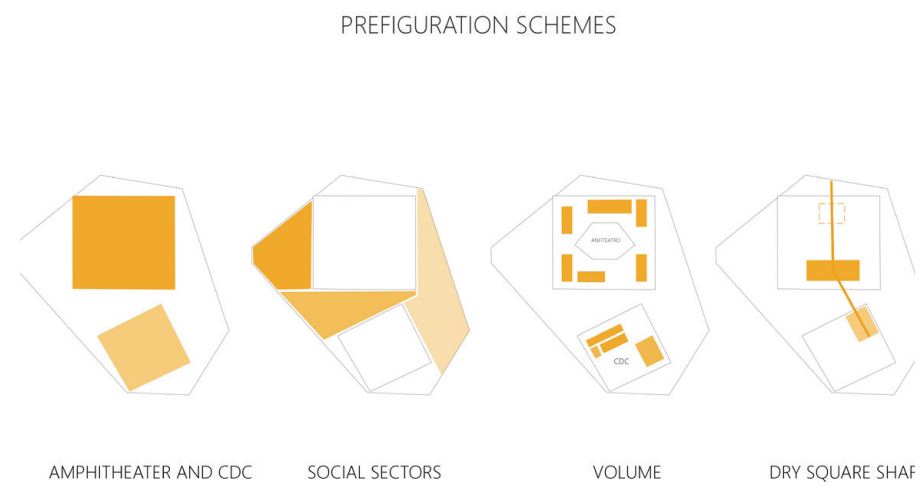 PREFIGURATION SCHEMES
ANFITEATRO
CDC
AMPHITHEATER AND CDC
SOCIAL SECTORS
VOLUME
DRY SQUARE